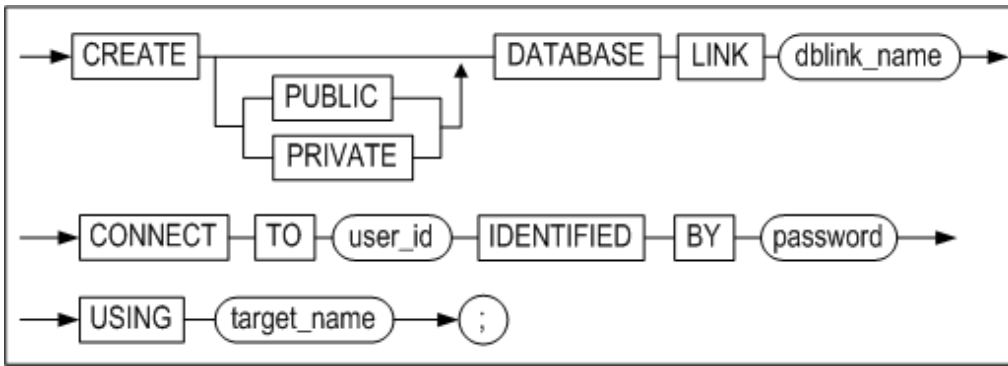 CREATE DATABASE LINK dblink_name
PUBLIC
PRIVATE
CONNECT TO user_id IDENTIFIED BY password
USING target_name ;